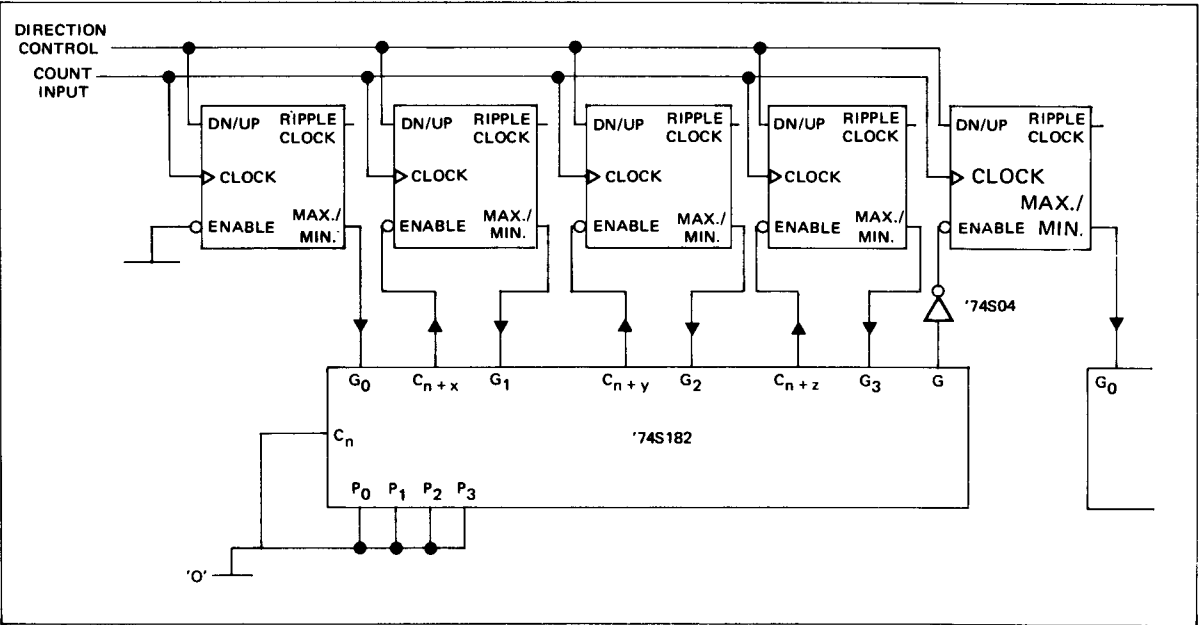 DIRECTION
CONTROL
COUNT
INPUT
DN/UP RIPPLE
CLOCK
CLOCK
ENABLE MAX./
MIN.
DN/UP RIPPLE
CLOCK
CLOCK
ENABLE MAX./
MIN.
DN/UP RIPPLE
CLOCK
CLOCK
ENABLE MAX./
MIN.
DN/UP RIPPLE
CLOCK
CLOCK
ENABLE MAX./
MIN.
DN/UP RIPPLE
CLOCK
CLOCK
MAX./
ENABLE MIN.
'74S04
G0 Cn + x G1 Cn + y G2 Cn + z G3 G
G0
Cn
'74S182
P0 P1 P2 P3
'0'